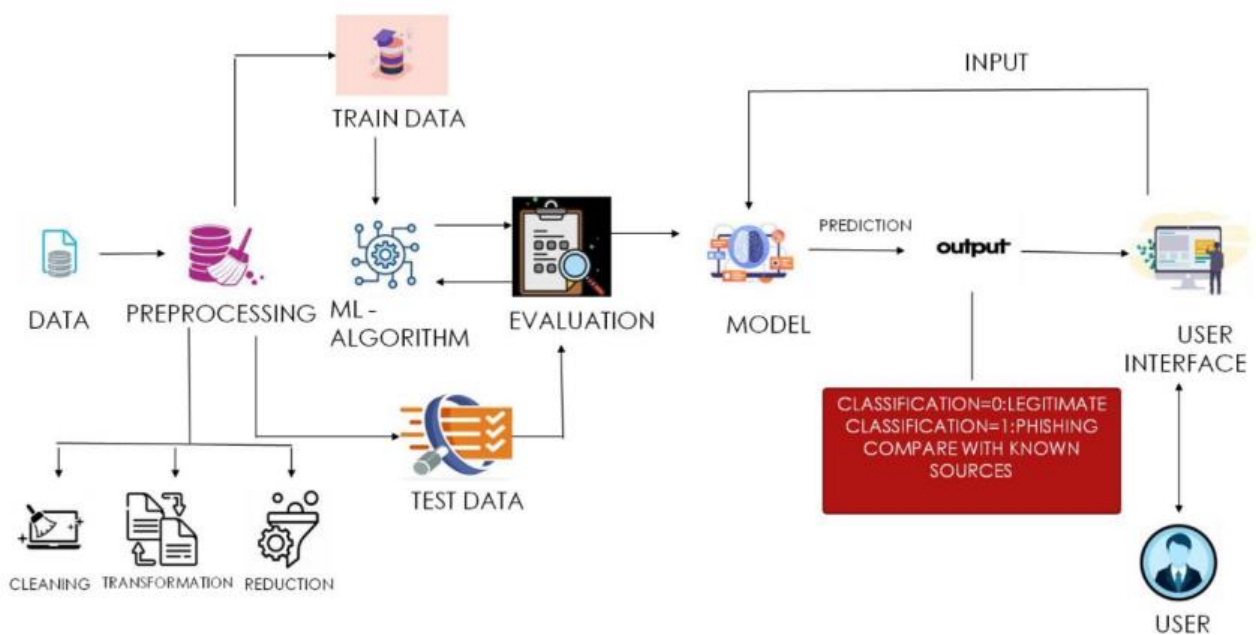 INPUT
TRAIN DATA
PREDICTION
output
DATA
PREPROCESSING
ML -
ALGORITHM
EVALUATION
MODEL
USER
INTERFACE
CLASSIFICATION=0:LEGITIMATE
CLASSIFICATION=1:PHISHING
COMPARE WITH KNOWN
SOURCES
TEST DATA
CLEANING
TRANSFORMATION
REDUCTION
USER